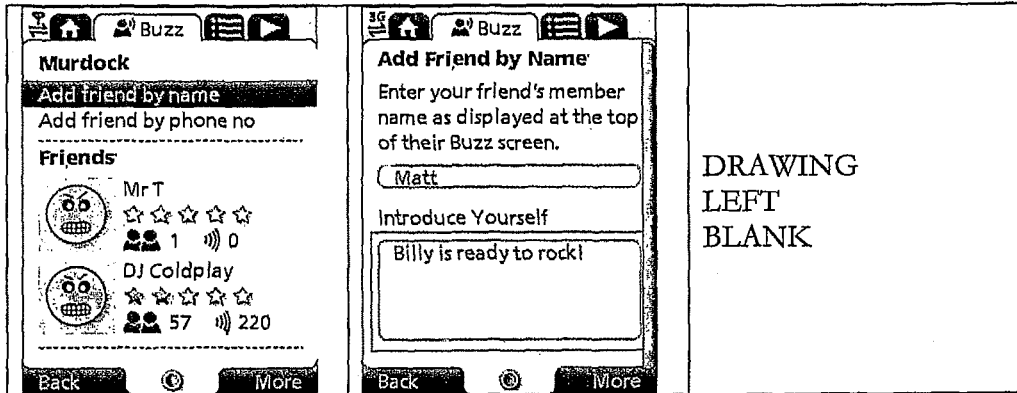 Buzz
Murdock
Add friend by name
Add friend by phone no
Friends
Mr T
1 0
DJ Coldplay
57 220
Back More
3G
Buzz
Add Friend by Name
Enter your friend's member
name as displayed at the top
of their Buzz screen.
Matt
Introduce Yourself
Billy is ready to rock!
Back More
DRAWING
LEFT
BLANK